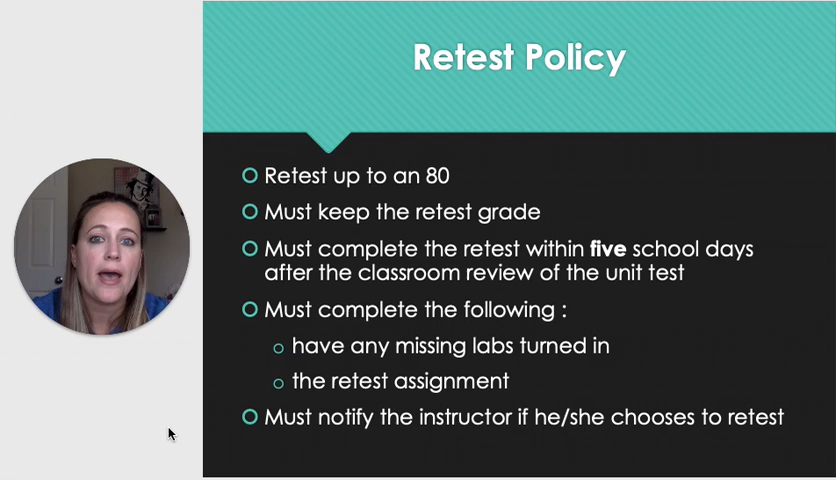 Retest Policy
Retest up to an 80
Must keep the retest grade
Must complete the retest within five school days
after the classroom review of the unit test
Must complete the following :
have any missing labs turned in
the retest assignment
Must notify the instructor if he/she chooses to retest